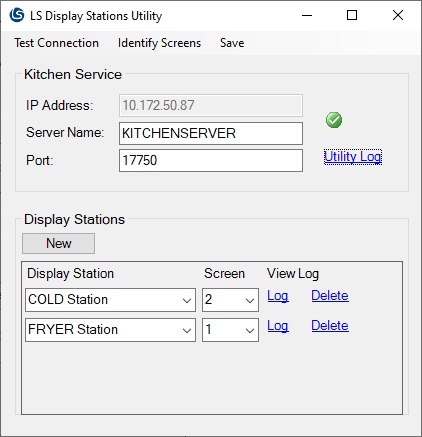 LS LS Display Stations Utility
Test Connection Identify Screens Save
Kitchen Service
IP Address: 10.172.50.87
Server Name: KITCHENSERVER
Port: 17750 Utility Log
Display Stations
New
Display Station Screen View Log
COLD Station 2 Log Delete
FRYER Station 1 Log Delete